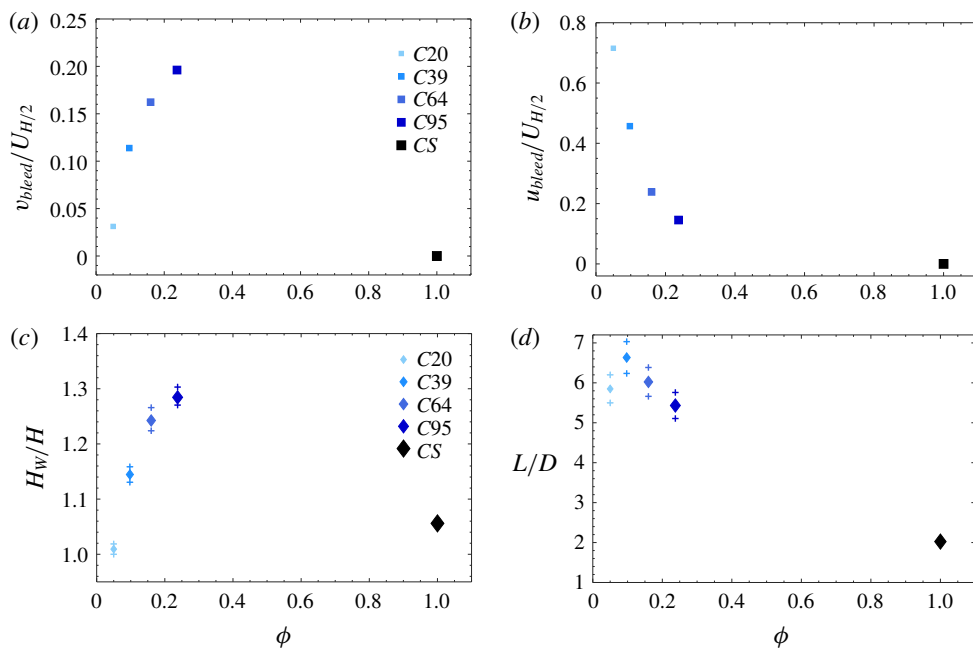 (a)
0.25
0.20
0.15
0.10
0.05
0
v_bleed/U_H/2
C20
C39
C64
C95
CS
0 0.2 0.4 0.6 0.8 1.0
(b)
0.8
0.6
0.4
0.2
0
u_bleed/U_H/2
0 0.2 0.4 0.6 0.8 1.0
(c)
1.4
1.3
1.2
1.1
1.0
H_W/H
C20
C39
C64
C95
CS
0 0.2 0.4 0.6 0.8 1.0
ϕ
(d)
7
6
5
4
3
2
1
L/D
0 0.2 0.4 0.6 0.8 1.0
ϕ